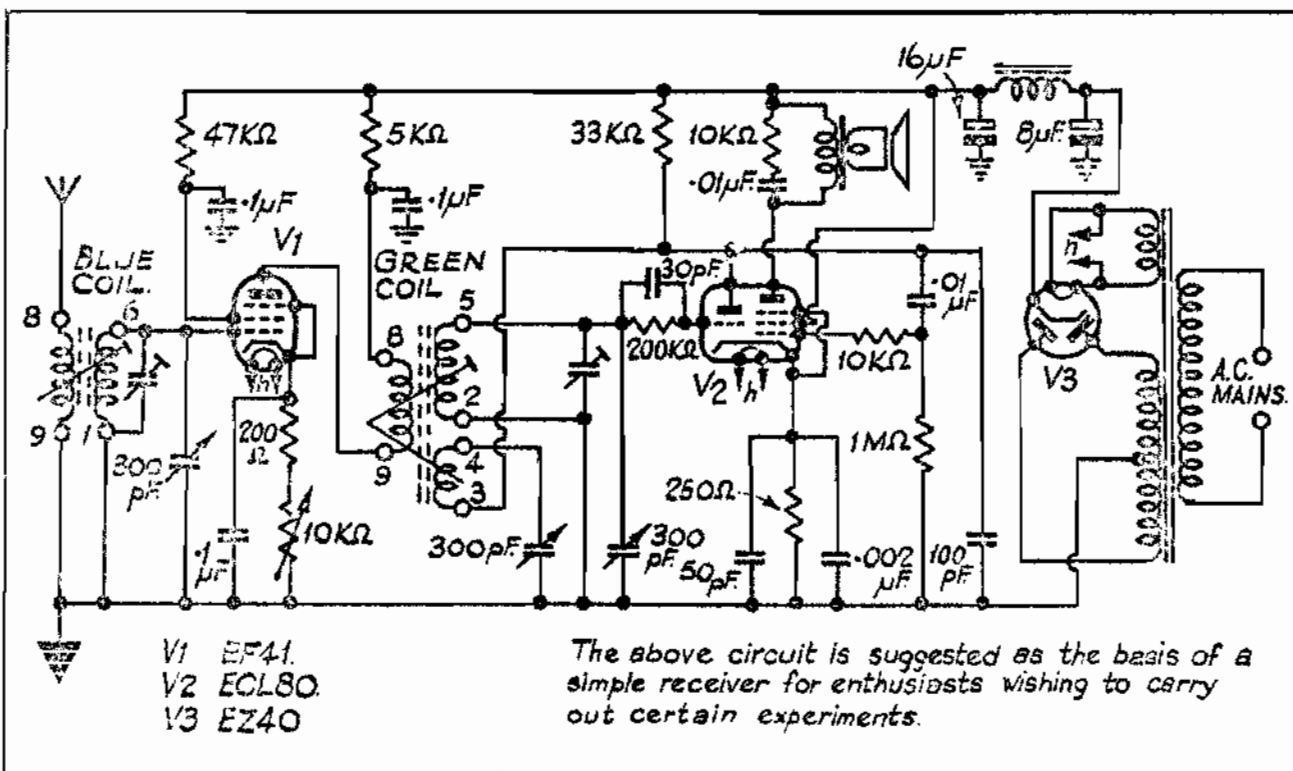 16µF
47KΩ
5KΩ
33KΩ
10KΩ
8µF.
.01µF.
.1µF
.1µF
V1
BLUE
COIL.
GREEN
COIL
h
6
30pF.
.01
µF
8
6
5
8
200KΩ
10KΩ
V3
A.C.
MAINS.
h
V2
h
2
9
1
200
Ω
9
4
1MΩ
300
pF.
3
250Ω
10KΩ
300pF.
300
pF.
.1
µF
50pF.
.002
µF.
100
pF.
V1 EF41.
V2 ECL80.
V3 EZ40
The above circuit is suggested as the basis of a
simple receiver for enthusiasts wishing to carry
out certain experiments.